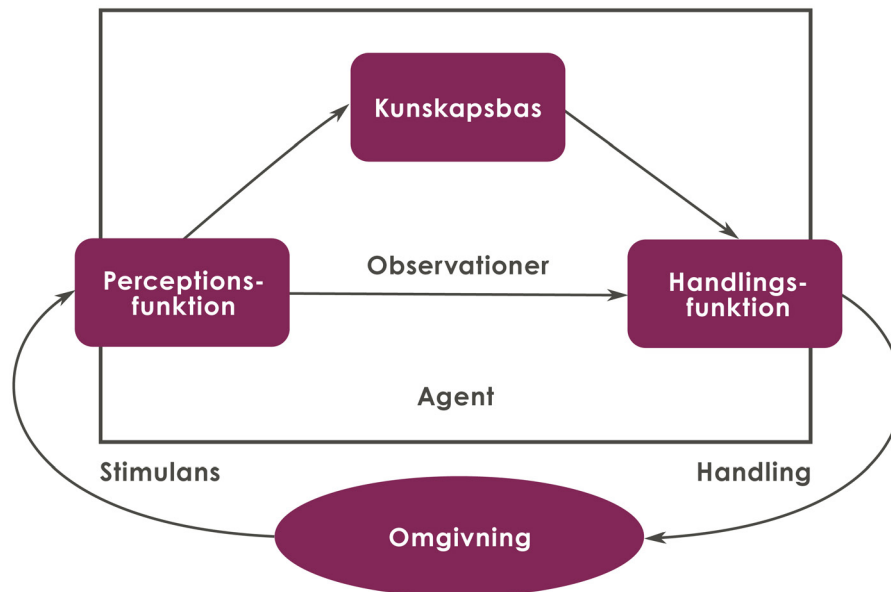 Kunskapsbas
Observationer
Perceptions-
funktion
Handlings-
funktion
Agent
Stimulans
Handling
Omgivning